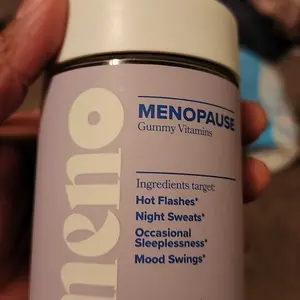 meno
MENOPAUSE
Gummy Vitamins
Ingredients target:
Hot Flashes*
Night Sweats*
Occasional
Sleeplessness*
Mood Swings*